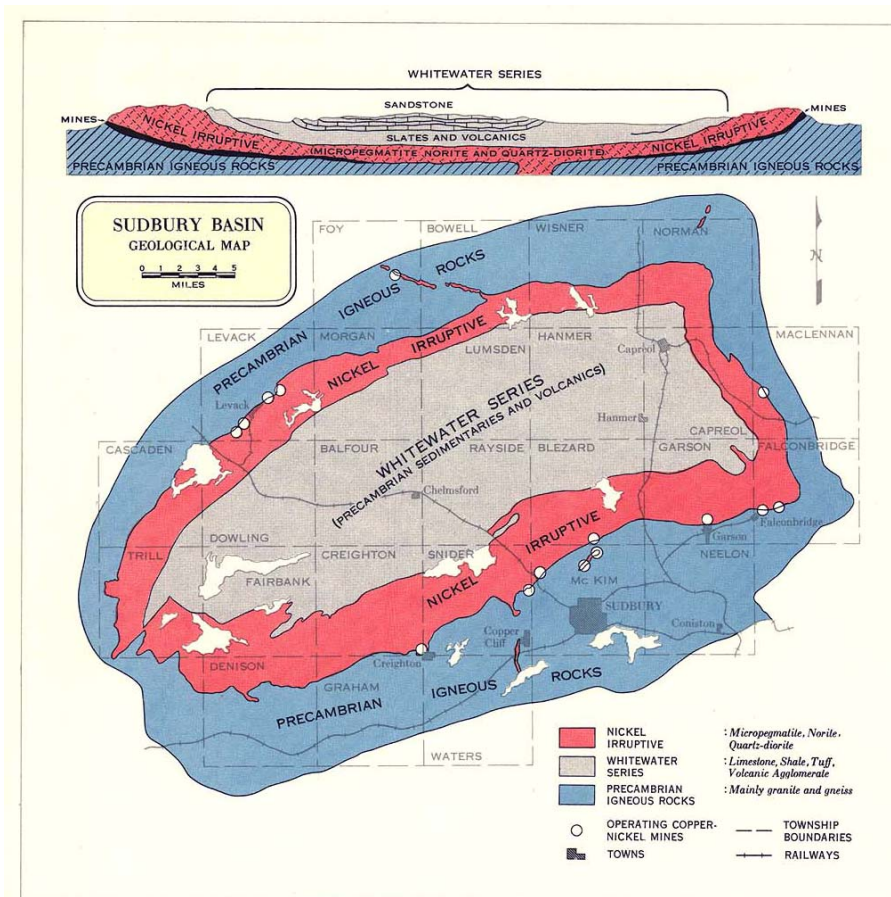 WHITEWATER SERIES
SANDSTONE
MINES
MINES
NICKEL IRRUPTIVE
SLATES AND VOLCANICS
NICKEL IRRUPTIVE
(MICROPEGMATITE, NORITE AND QUARTZ-DIORITE)
PRECAMBRIAN IGNEOUS ROCKS
PRECAMBRIAN IGNEOUS ROCKS
SUDBURY BASIN
GEOLOGICAL MAP
0 1 2 3 4 5
MILES
N
FOY
BOWELL
WISNER
NORMAN
PRECAMBRIAN IGNEOUS ROCKS
LEVACK
MORGAN
LUMSDEN
HANMER
MACLENNAN
NICKEL IRRUPTIVE
Capreol
Levack
Hanmer
WHITEWATER SERIES
(PRECAMBRIAN SEDIMENTARIES AND VOLCANICS)
CAPREOL
CASCADEN
BALFOUR
RAYSIDE
BLEZARD
GARSON
FALCONBRIDGE
Chelmsford
NICKEL IRRUPTIVE
Falconbridge
Garson
TRILL
DOWLING
CREIGHTON
SNIDER
NEELON
FAIRBANK
Mc KIM
SUDBURY
Coniston
Copper
Cliff
DENISON
Creighton
GRAHAM
PRECAMBRIAN IGNEOUS ROCKS
WATERS
NICKEL IRRUPTIVE : Micropegmatite, Norite, Quartz-diorite
WHITEWATER SERIES : Limestone, Shale, Tuff, Volcanic Agglomerate
PRECAMBRIAN IGNEOUS ROCKS : Mainly granite and gneiss
OPERATING COPPER-NICKEL MINES
TOWNSHIP BOUNDARIES
TOWNS
RAILWAYS